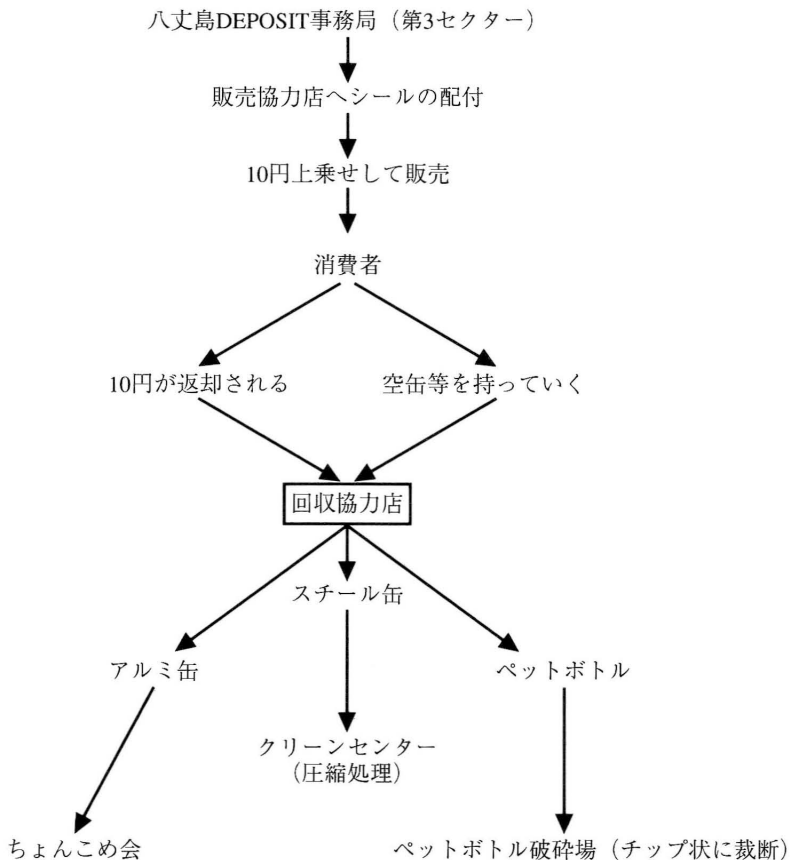 八丈島DEPOSIT事務局（第3セクター）
販売協力店へシールの配付
10円上乗せして販売
消費者
10円が返却される
空缶等を持っていく
回収協力店
スチール缶
アルミ缶
ペットボトル
クリーンセンター
（圧縮処理）
ちょんこめ会
ペットボトル破砕場（チップ状に裁断）